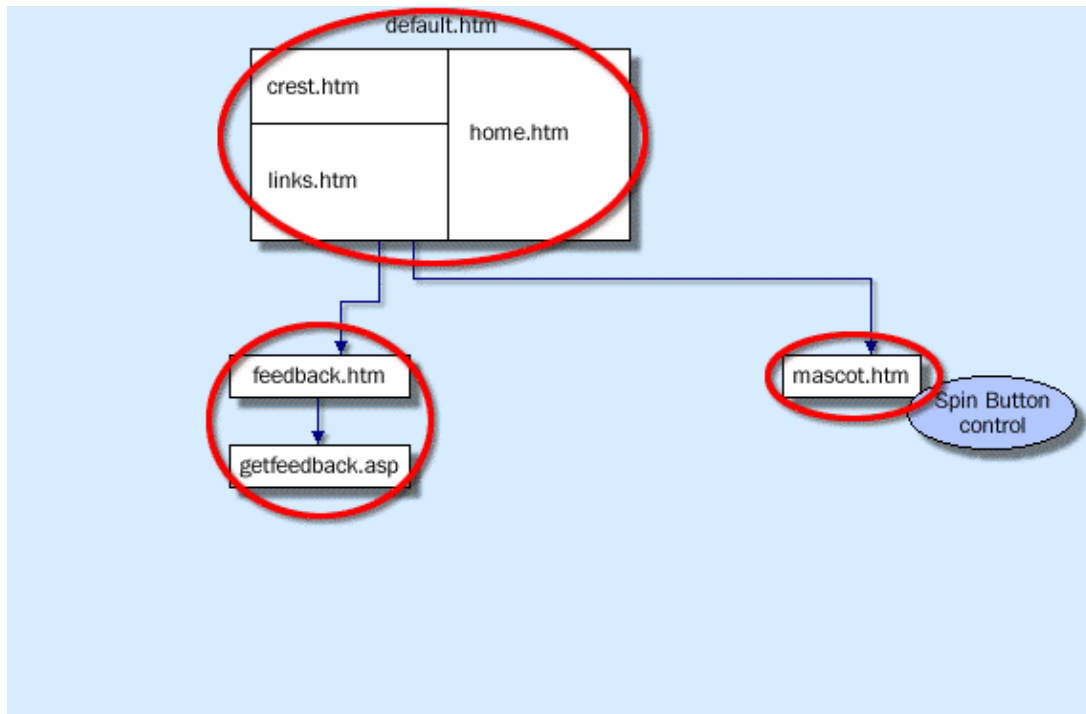 default.htm
crest.htm
home.htm
links.htm
feedback.htm
mascot.htm
Spin Button
control
getfeedback.asp